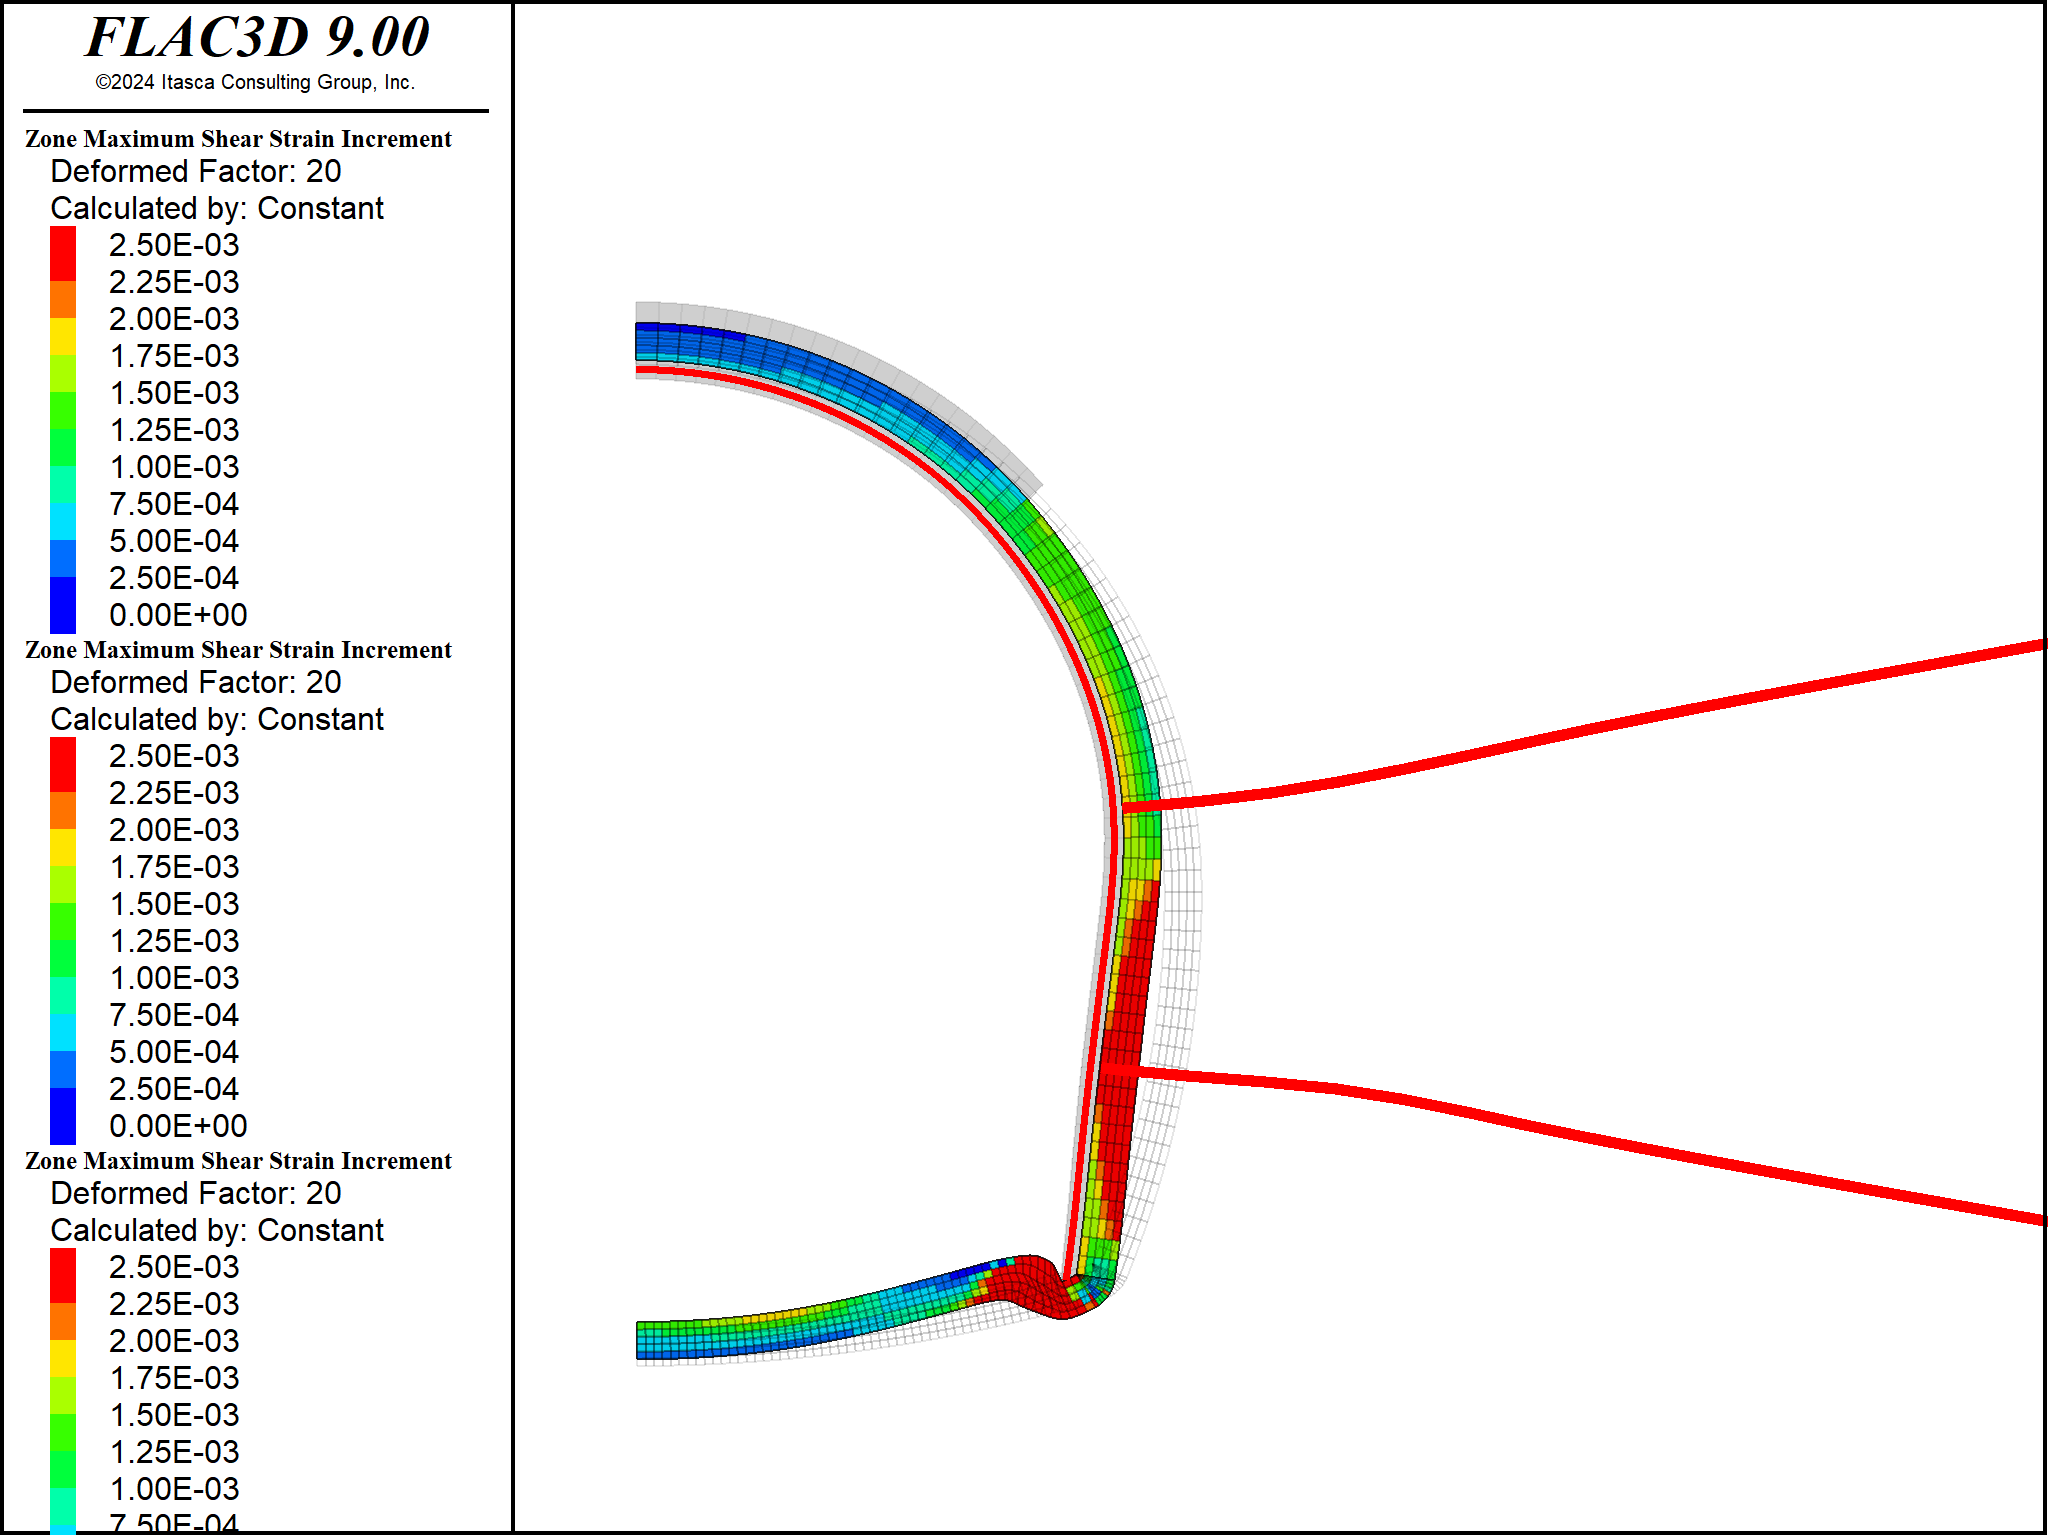 FLAC3D 9.00
©2024 Itasca Consulting Group, Inc.
Zone Maximum Shear Strain Increment
Deformed Factor: 20
Calculated by: Constant
2.50E-03
2.25E-03
2.00E-03
1.75E-03
1.50E-03
1.25E-03
1.00E-03
7.50E-04
5.00E-04
2.50E-04
0.00E+00
Zone Maximum Shear Strain Increment
Deformed Factor: 20
Calculated by: Constant
2.50E-03
2.25E-03
2.00E-03
1.75E-03
1.50E-03
1.25E-03
1.00E-03
7.50E-04
5.00E-04
2.50E-04
0.00E+00
Zone Maximum Shear Strain Increment
Deformed Factor: 20
Calculated by: Constant
2.50E-03
2.25E-03
2.00E-03
1.75E-03
1.50E-03
1.25E-03
1.00E-03
7.50E-04